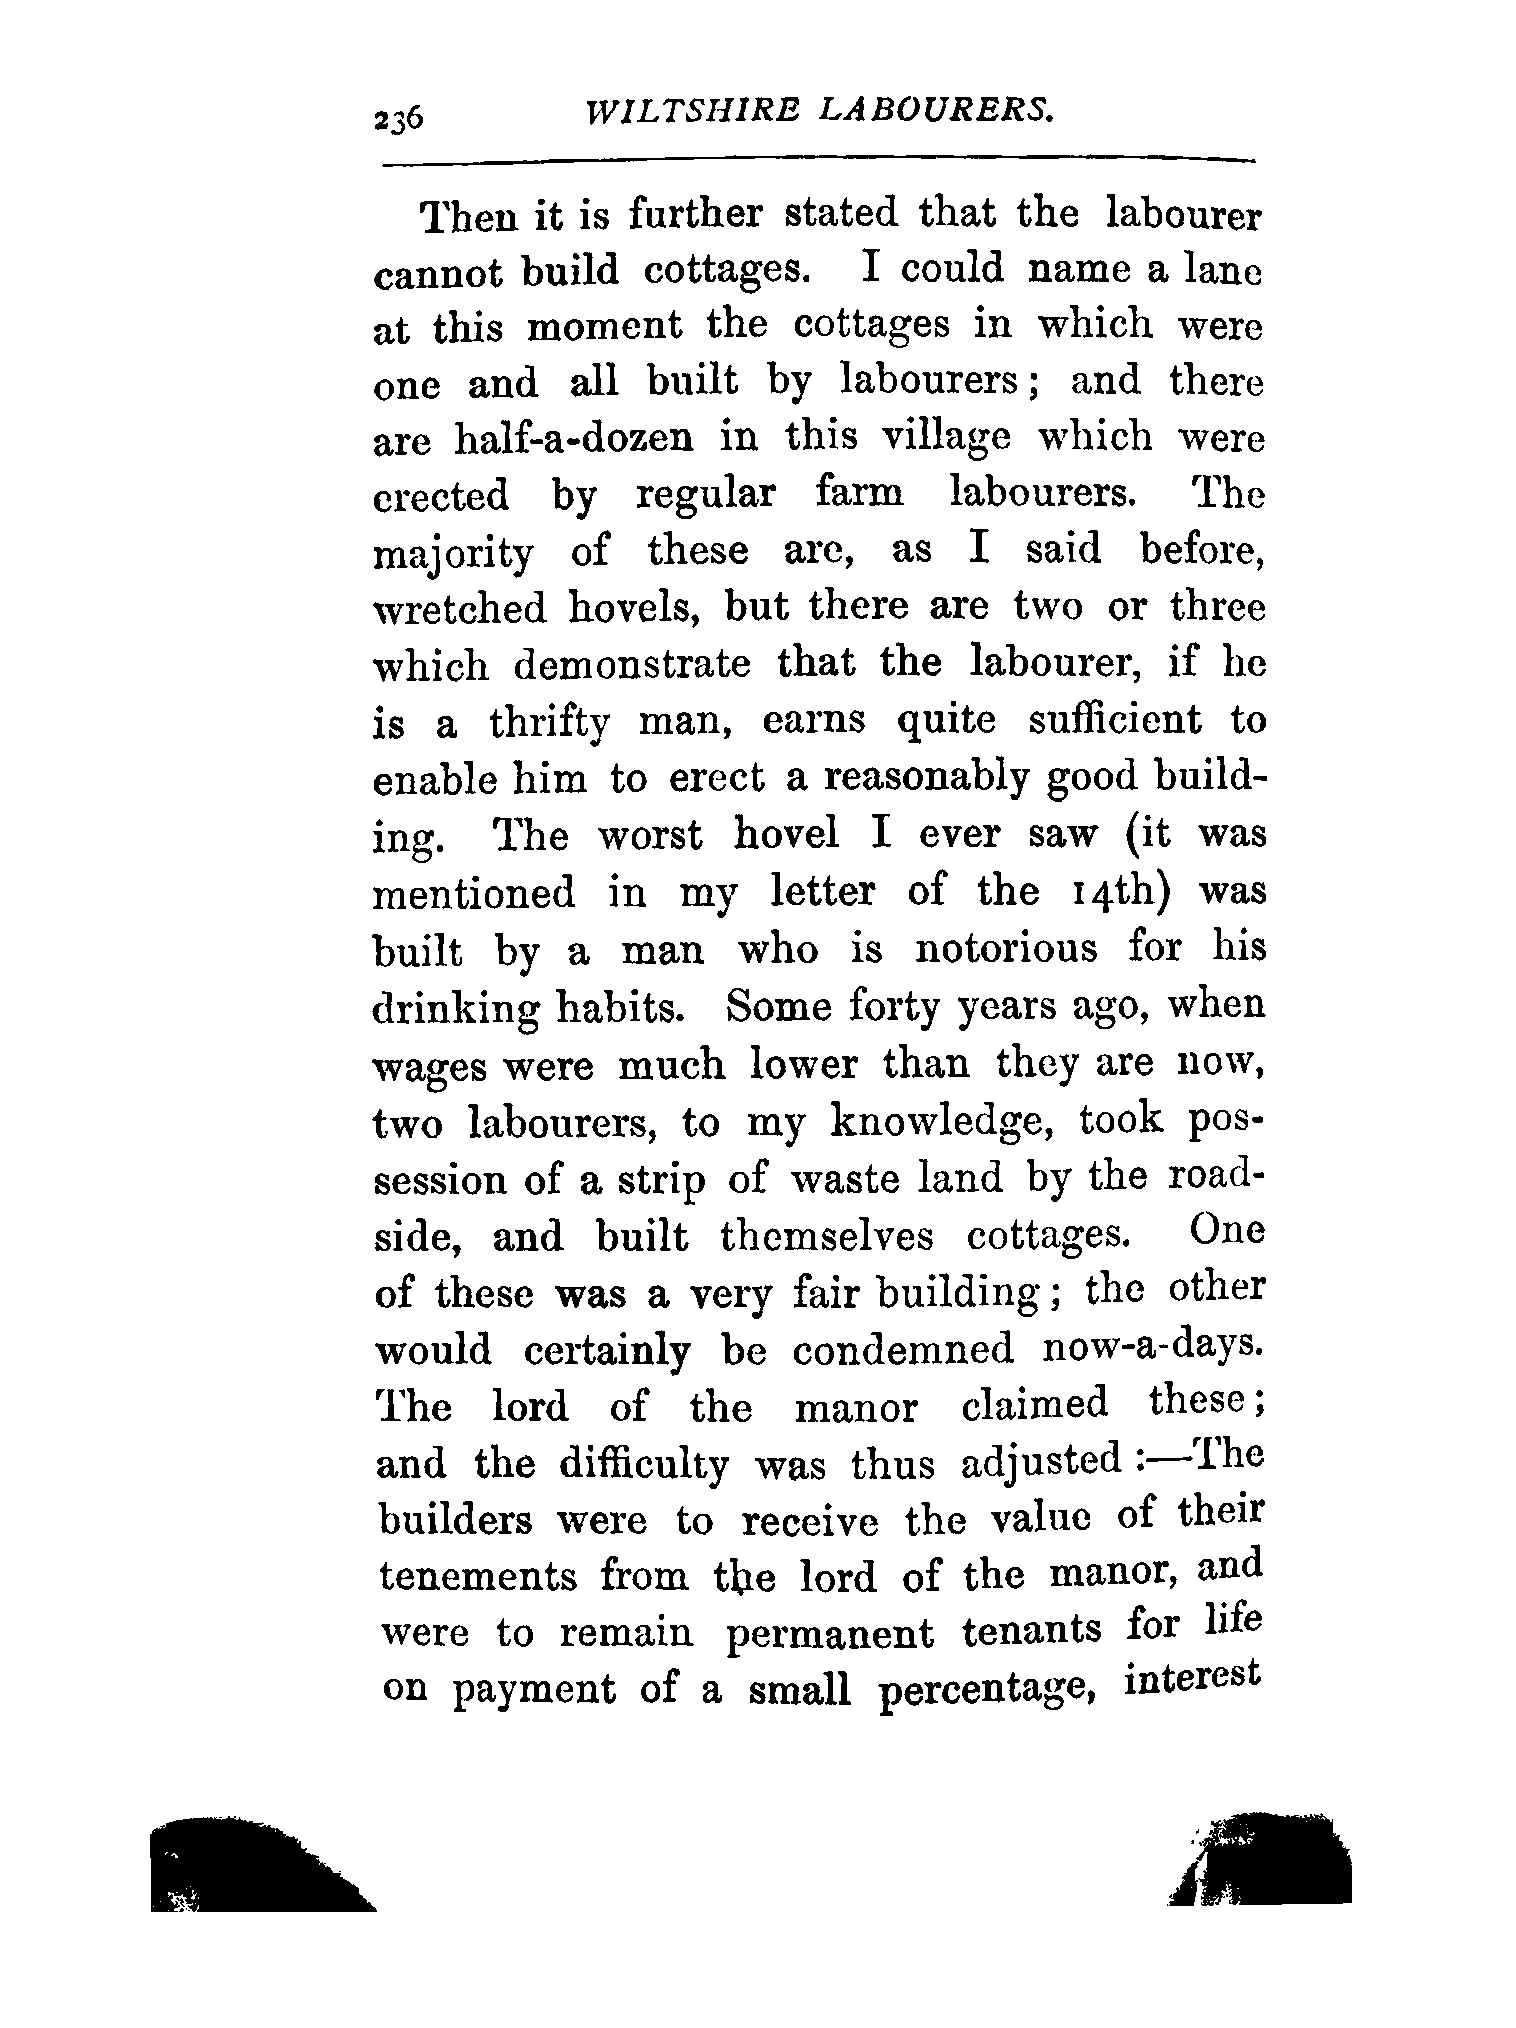 236 WILTSHIRE LABOURERS.
Then it is further stated that the labourer
cannot build cottages. I could name a lane
at this moment the cottages in which were
one and all built by labourers; and there
are half-a-dozen in this village which were
erected by regular farm labourers. The
majority of these are, as I said before,
wretched hovels, but there are two or three
which demonstrate that the labourer, if he
is a thrifty man, earns quite sufficient to
enable him to erect a reasonably good build-
ing. The worst hovel I ever saw (it was
mentioned in my letter of the 14th) was
built by a man who is notorious for his
drinking habits. Some forty years ago, when
wages were much lower than they are now,
two labourers, to my knowledge, took pos-
session of a strip of waste land by the road-
side, and built themselves cottages. One
of these was a very fair building; the other
would certainly be condemned now-a-days.
The lord of the manor claimed these;
and the difficulty was thus adjusted:—The
builders were to receive the value of their
tenements from the lord of the manor, and
were to remain permanent tenants for life
on payment of a small percentage, interest